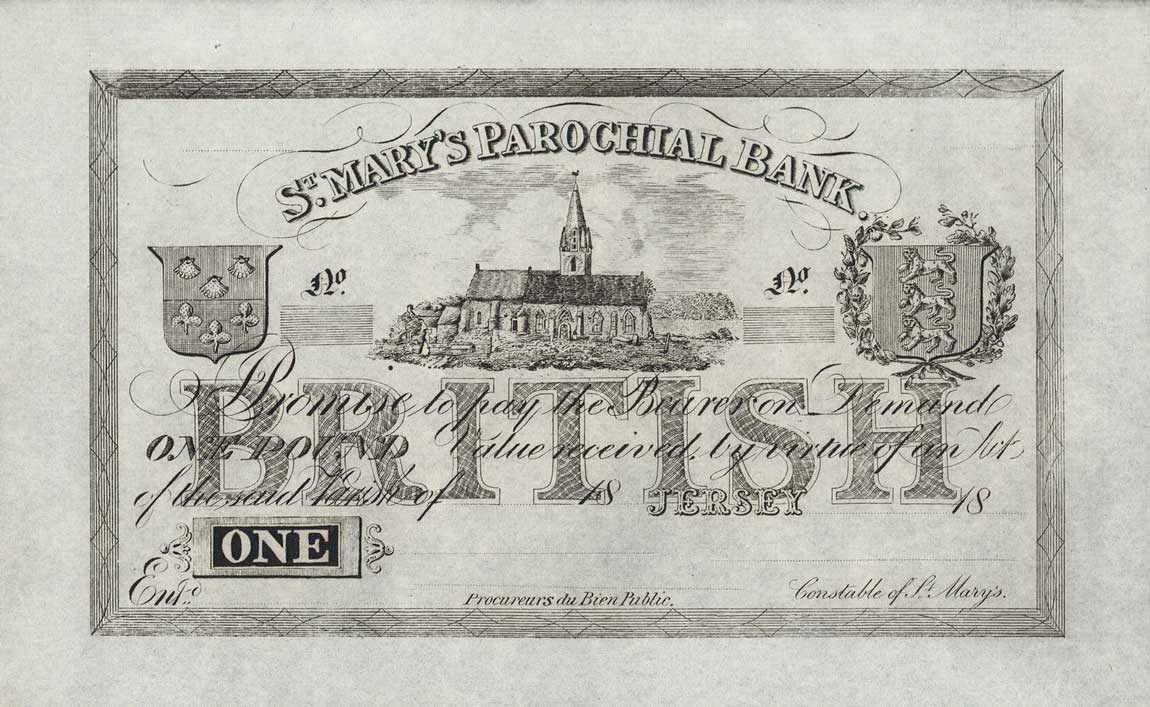 ST. MARY'S PAROCHIAL BANK.
No. No.
BRITISH
I Promise to pay the Bearer on Demand
ONE POUND Value received, by virtue of an Act
of the said Parish of 18 JERSEY 18
ONE
Entd.
Procureurs du Bien Public.
Constable of St. Mary's.